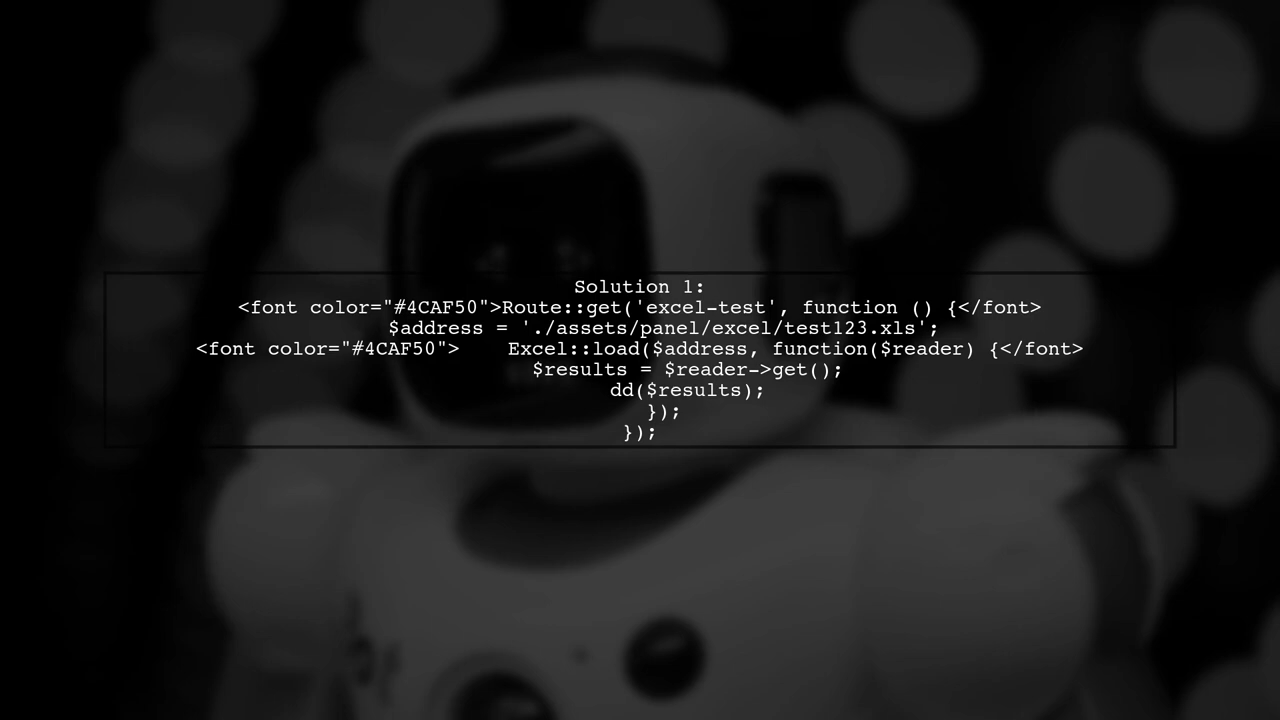 Solution 1:
<font color="#4CAF50">Route::get('excel-test', function () {</font>
$address = './assets/panel/excel/test123.xls';
<font color="#4CAF50">    Excel::load($address, function($reader) {</font>
$results = $reader->get();
dd($results);
});
});